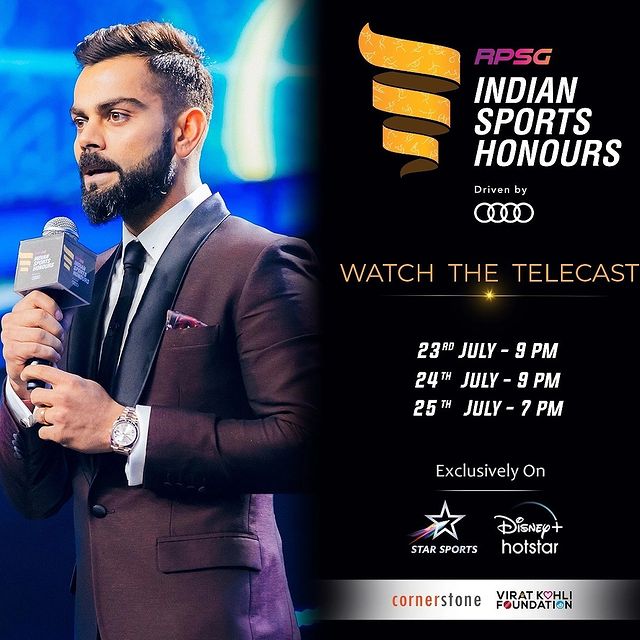 RPSG
INDIAN
SPORTS
HONOURS
Driven by
WATCH THE TELECAST
23RD JULY – 9 PM
24TH JULY – 9 PM
25TH JULY – 7 PM
Exclusively On
STAR SPORTS
Disney+
hotstar
cornerstone
VIRAT KOHLI
FOUNDATION
INDIAN
SPORTS
HONOURS